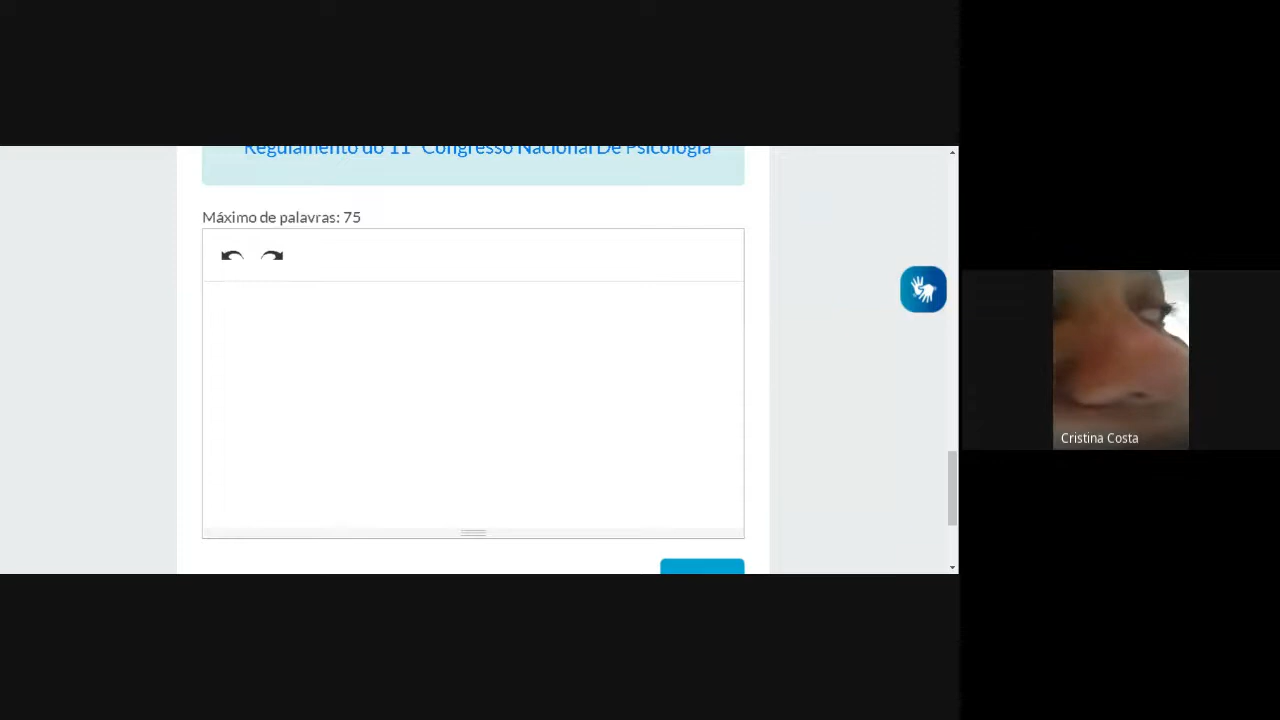 Regulamento do 11º Congresso Nacional De Psicologia
Máximo de palavras: 75
Cristina Costa